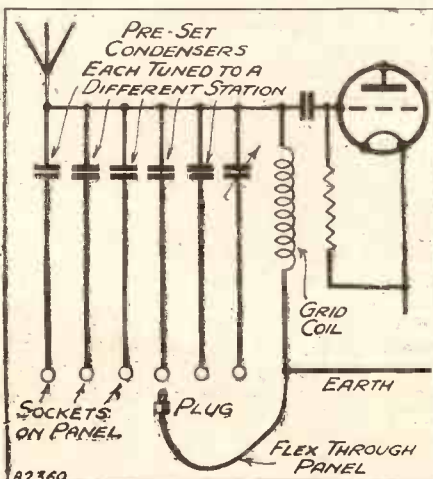 PRE-SET
CONDENSERS
EACH TUNED TO A
DIFFERENT STATION
GRID
COIL
EARTH
SOCKETS
ON PANEL
PLUG
FLEX THROUGH
PANEL
A2360